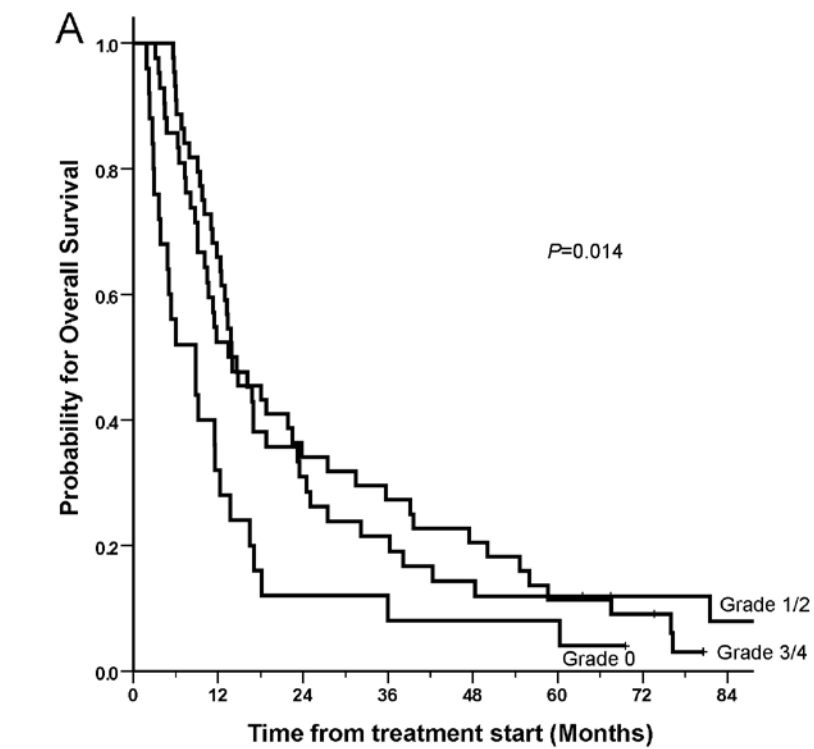 A
1.0
0.8
0.6
0.4
0.2
0.0
Probability for Overall Survival
P=0.014
Grade 1/2
Grade 3/4
Grade 0
0 12 24 36 48 60 72 84
Time from treatment start (Months)